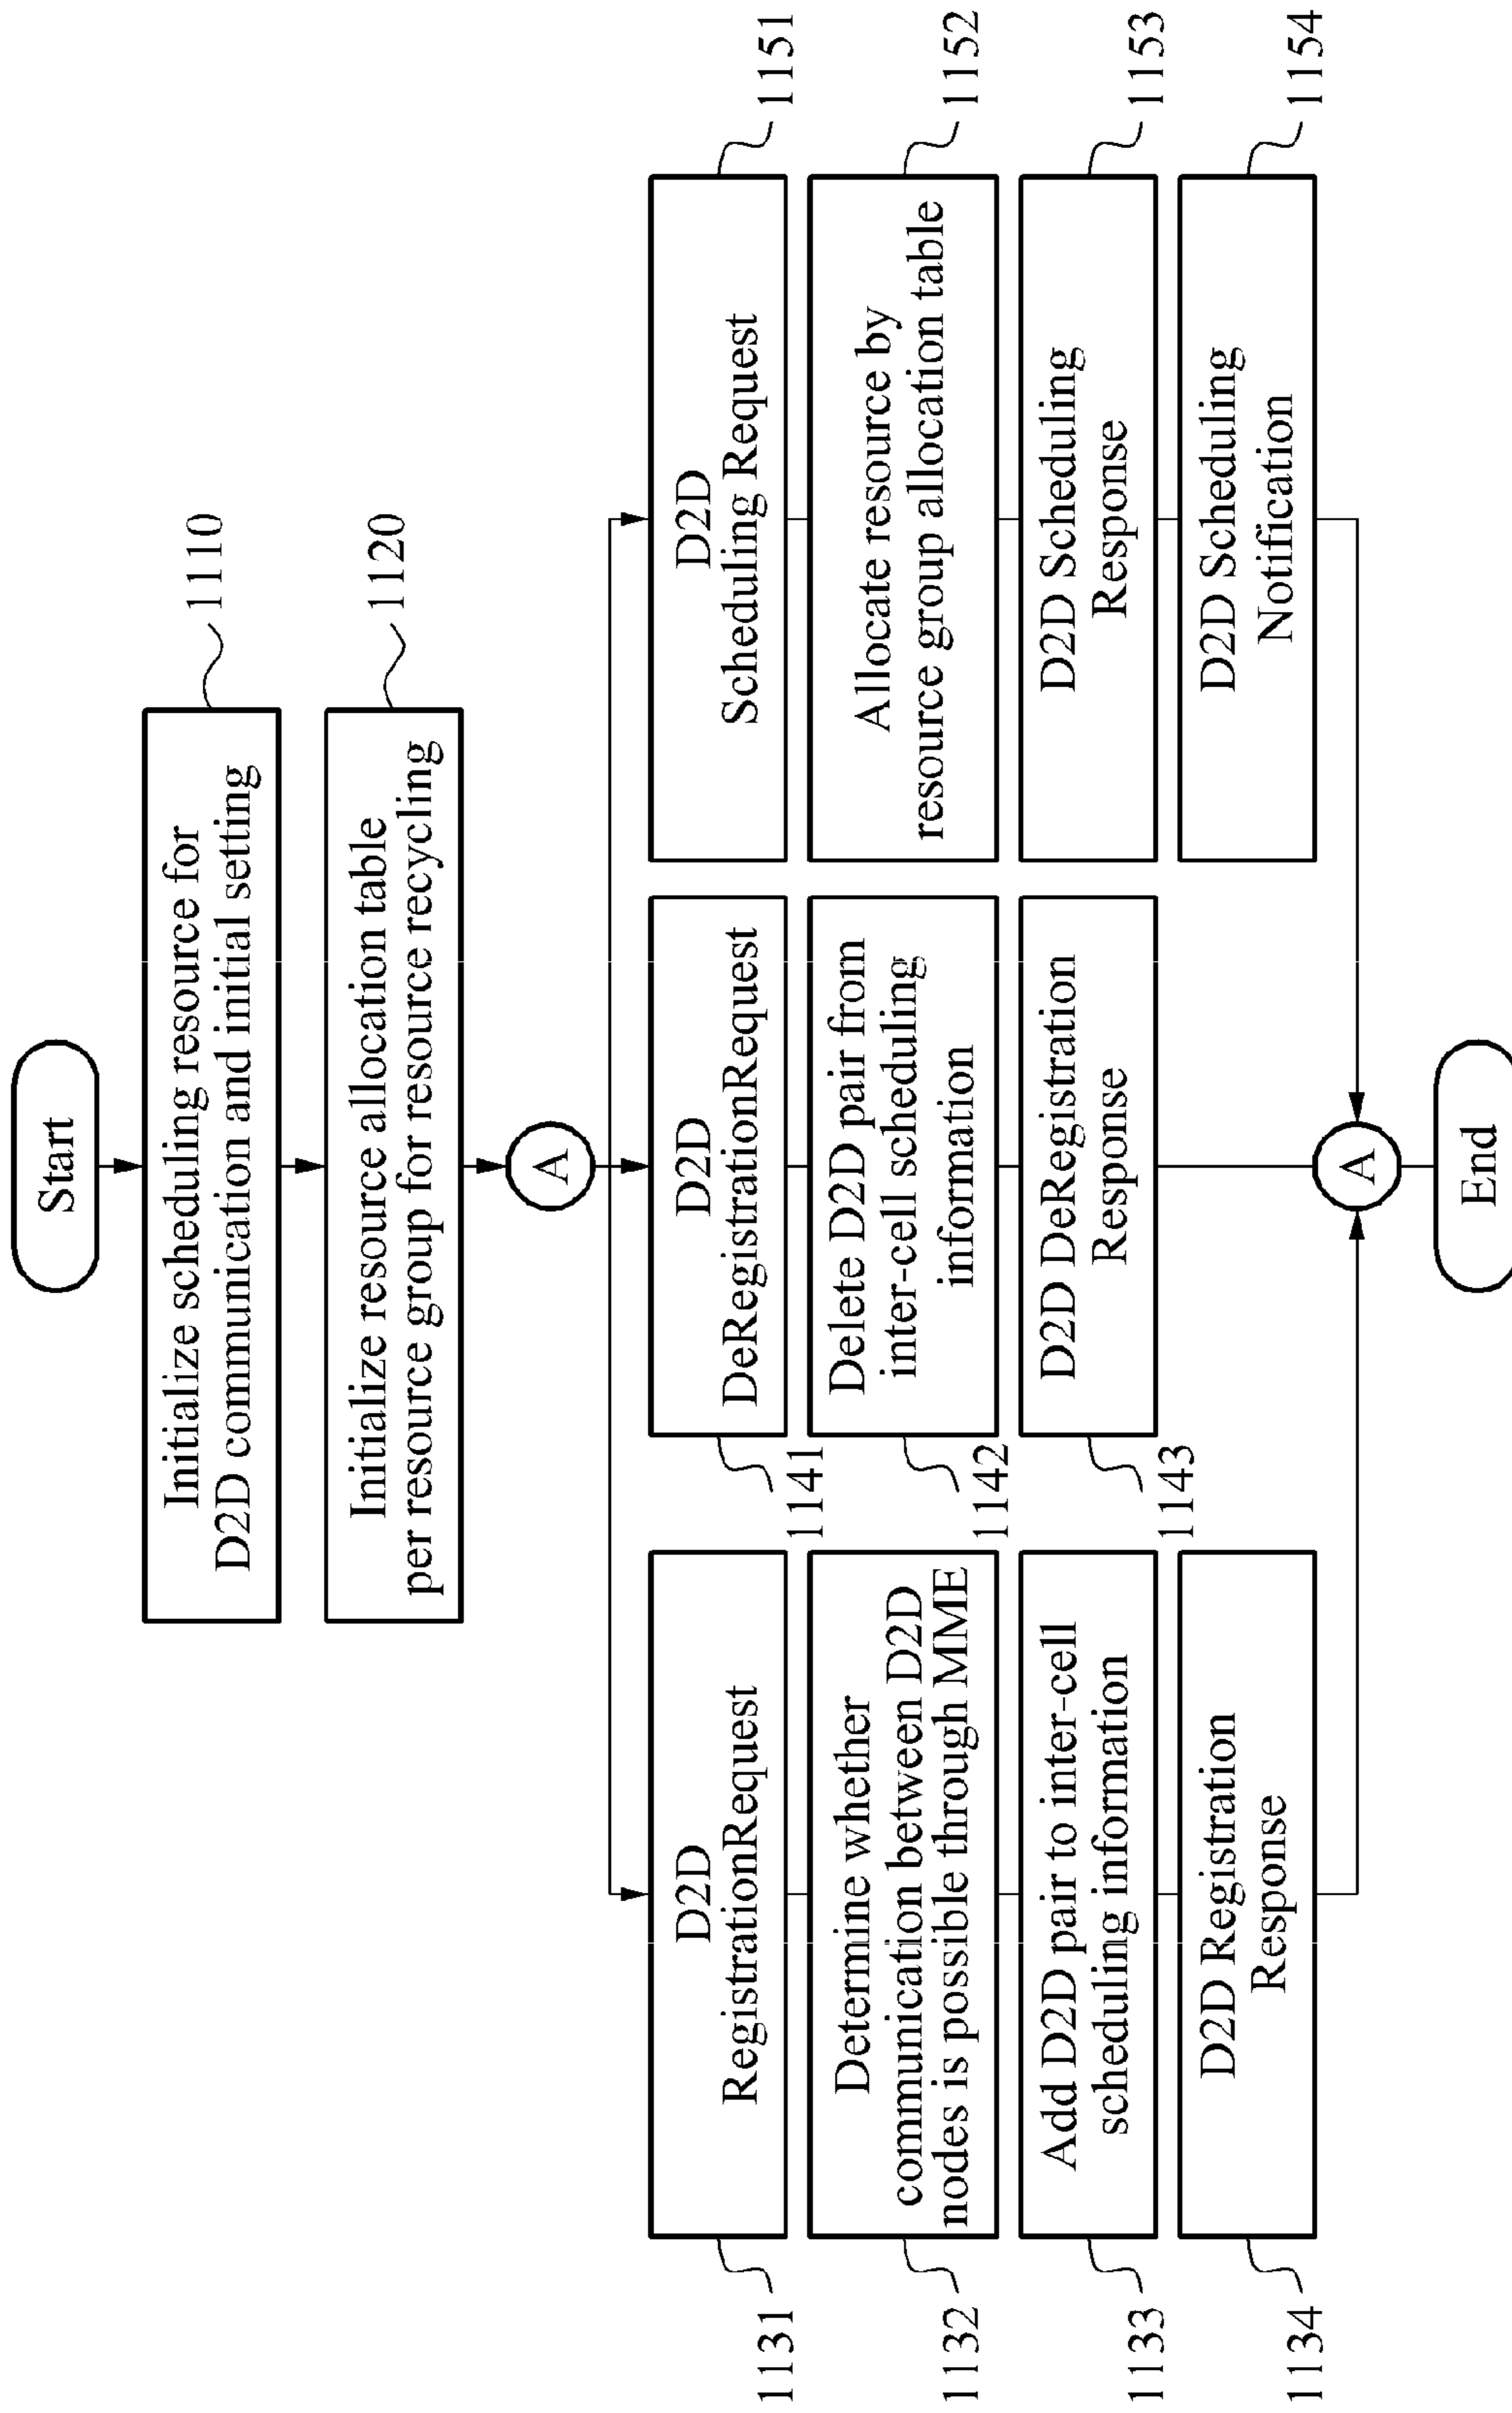 Start
Initialize scheduling resource for
D2D communication and initial setting
1110
Initialize resource allocation table
per resource group for resource recycling
1120
A
D2D
RegistrationRequest
1131
Determine whether
communication between D2D
nodes is possible through MME
1132
Add D2D pair to inter-cell
scheduling information
1133
D2D Registration
Response
1134
D2D
DeRegistrationRequest
1141
Delete D2D pair from
inter-cell scheduling
information
1142
D2D DeRegistration
Response
1143
D2D
Scheduling Request
1151
Allocate resource by
resource group allocation table
1152
D2D Scheduling
Response
1153
D2D Scheduling
Notification
1154
A
End